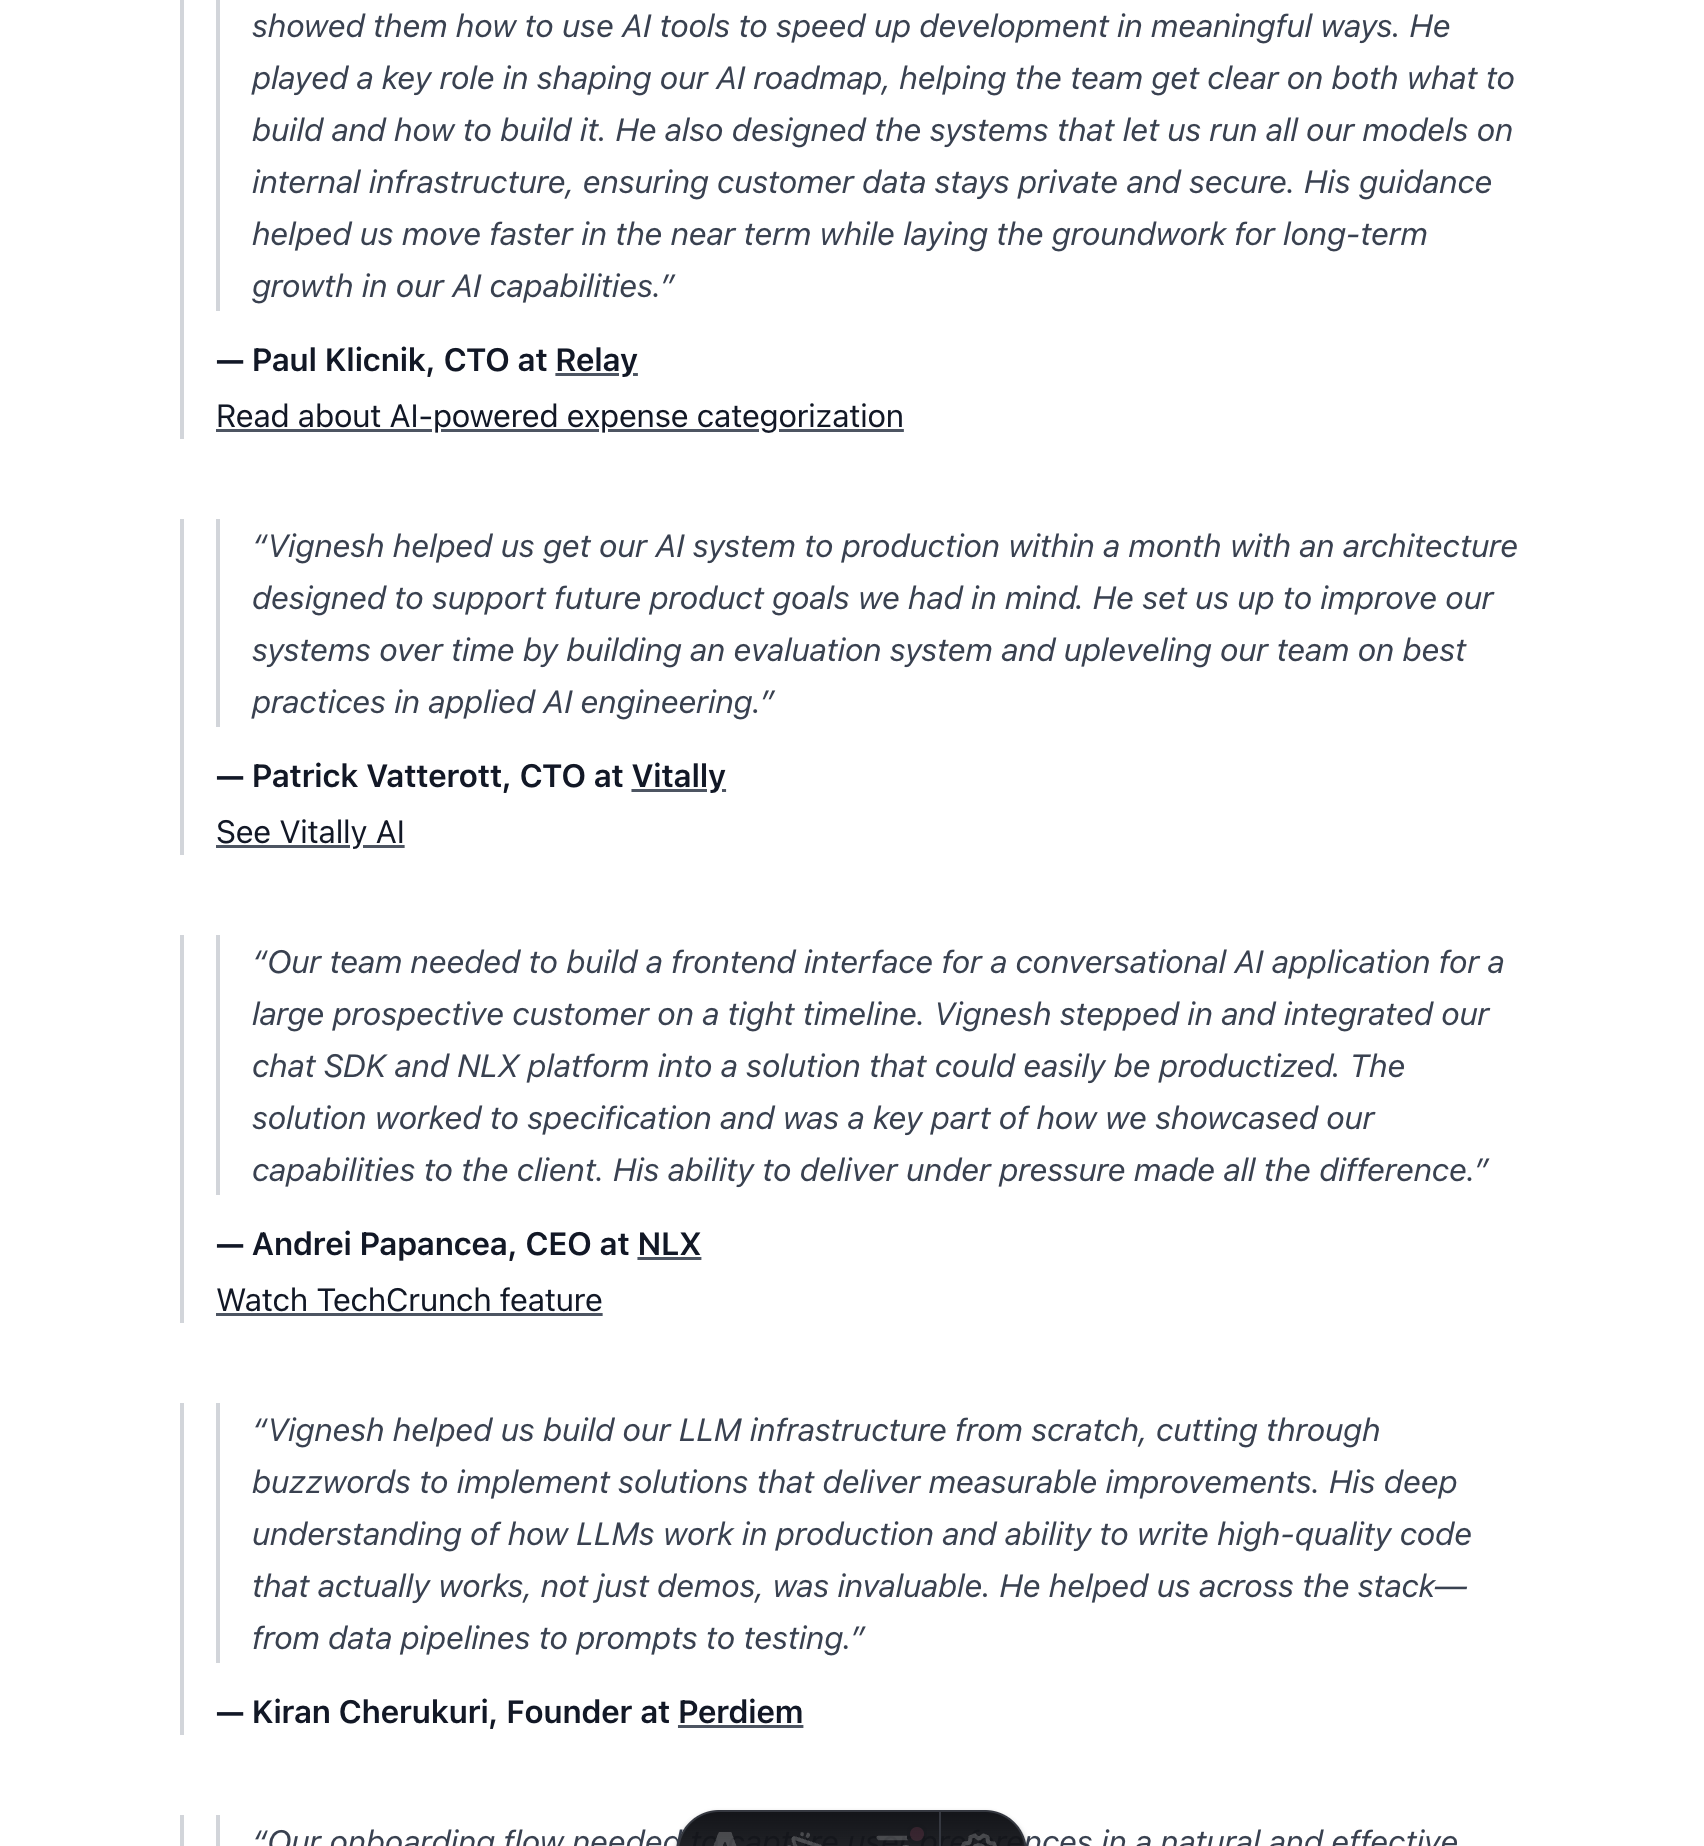 showed them how to use AI tools to speed up development in meaningful ways. He
played a key role in shaping our AI roadmap, helping the team get clear on both what to
build and how to build it. He also designed the systems that let us run all our models on
internal infrastructure, ensuring customer data stays private and secure. His guidance
helped us move faster in the near term while laying the groundwork for long-term
growth in our AI capabilities.”
— Paul Klicnik, CTO at Relay
Read about AI-powered expense categorization
“Vignesh helped us get our AI system to production within a month with an architecture
designed to support future product goals we had in mind. He set us up to improve our
systems over time by building an evaluation system and upleveling our team on best
practices in applied AI engineering.”
— Patrick Vatterott, CTO at Vitally
See Vitally AI
“Our team needed to build a frontend interface for a conversational AI application for a
large prospective customer on a tight timeline. Vignesh stepped in and integrated our
chat SDK and NLX platform into a solution that could easily be productized. The
solution worked to specification and was a key part of how we showcased our
capabilities to the client. His ability to deliver under pressure made all the difference.”
— Andrei Papancea, CEO at NLX
Watch TechCrunch feature
“Vignesh helped us build our LLM infrastructure from scratch, cutting through
buzzwords to implement solutions that deliver measurable improvements. His deep
understanding of how LLMs work in production and ability to write high-quality code
that actually works, not just demos, was invaluable. He helped us across the stack—
from data pipelines to prompts to testing.”
— Kiran Cherukuri, Founder at Perdiem
“Our onboarding flow needed in a natural and effective